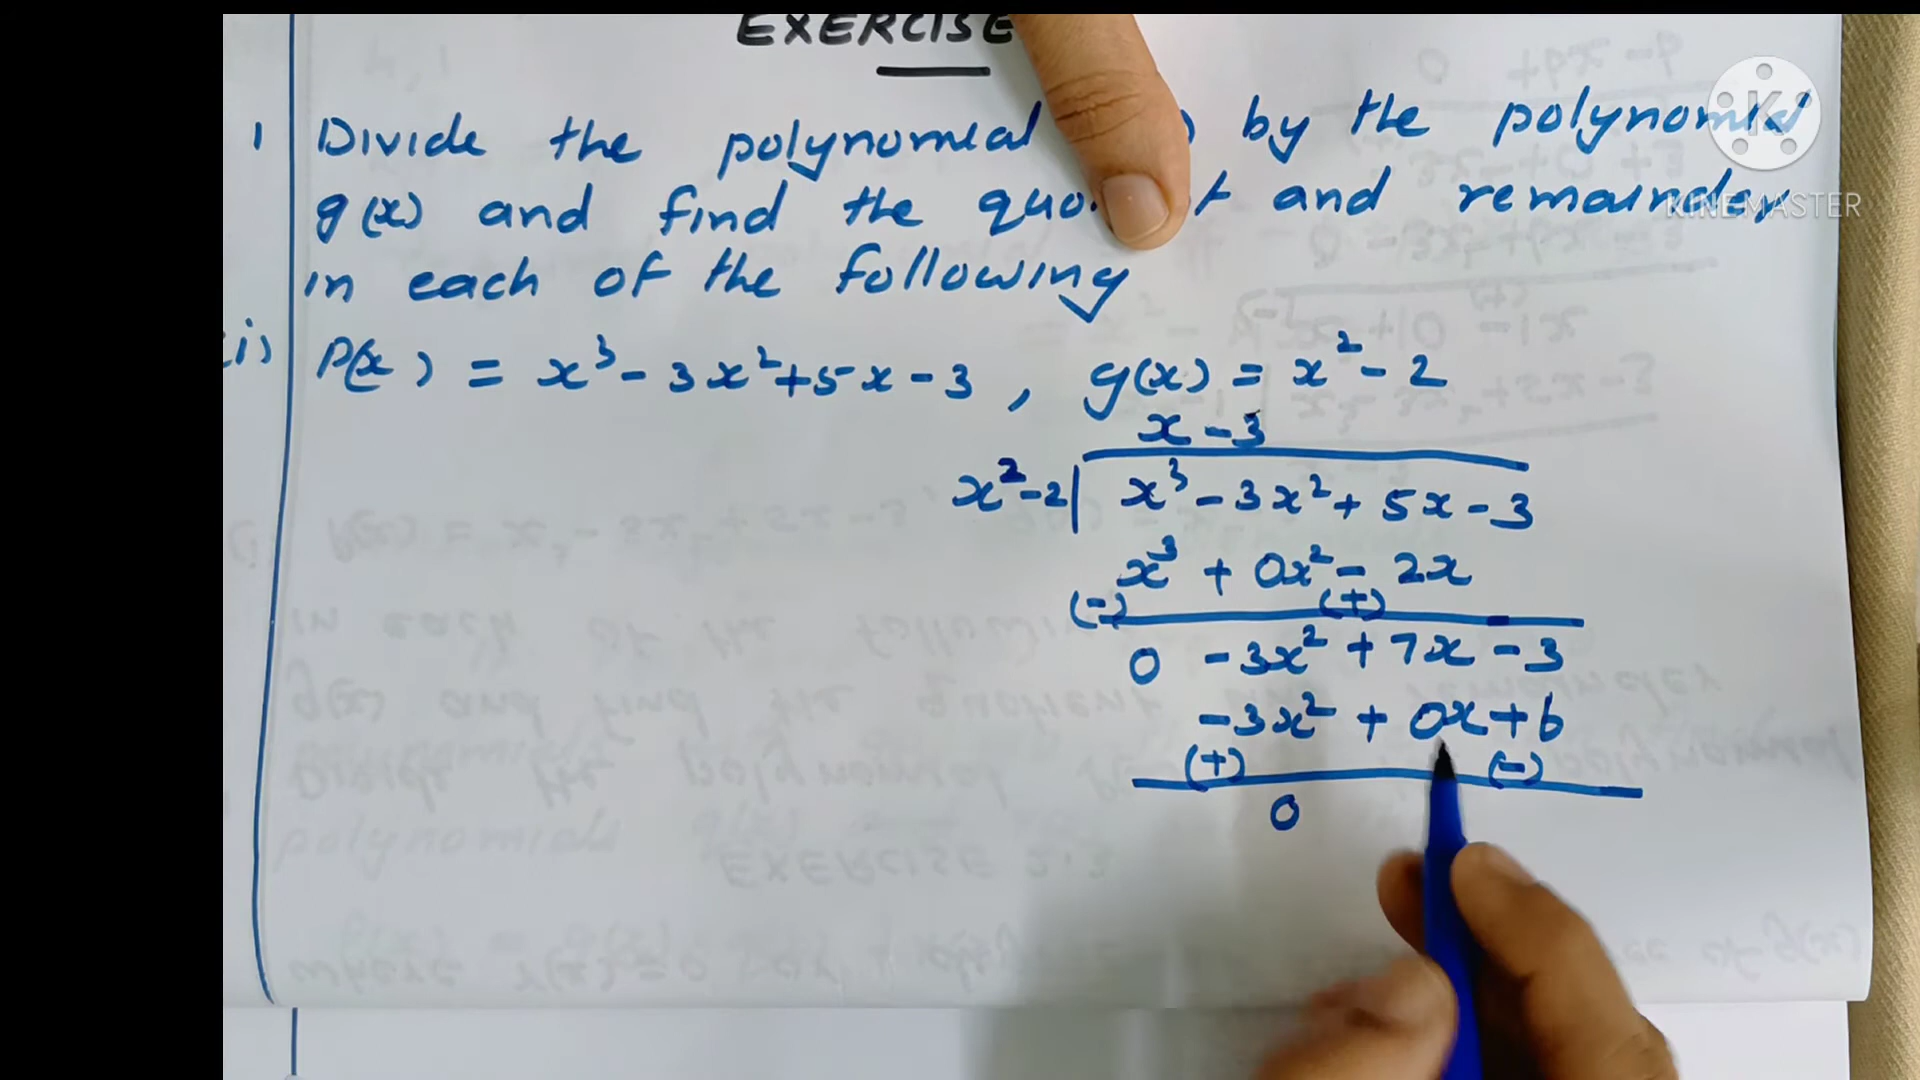 EXERCISE
1 Divide the polynomial by the polynomial
g(x) and find the and remainder
in each of the following
(i) P(x) = x³ - 3x² + 5x - 3 , g(x) = x² - 2
x - 3
x² - 2 | x³ - 3x² + 5x - 3
x³ + 0x² - 2x
(-) (+)
0 - 3x² + 7x - 3
- 3x² + 0x + 6
(+) (-)
0
K
KINEMASTER